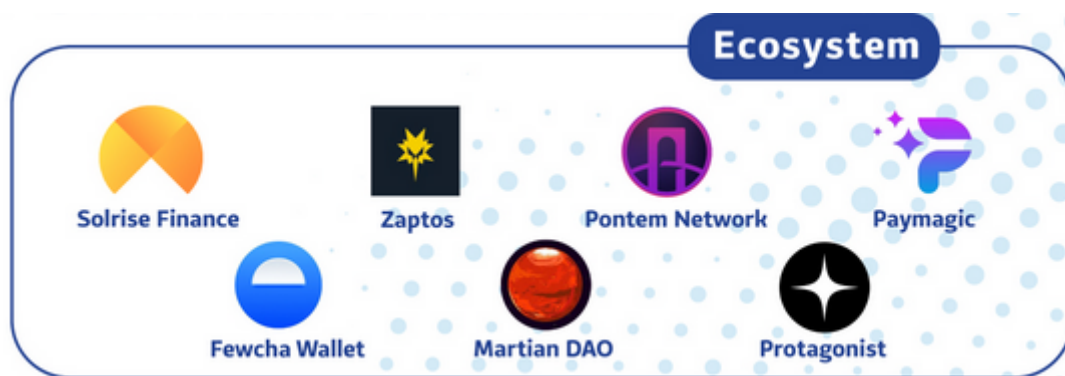 Ecosystem
Solrise Finance
Zaptos
Pontem Network
Paymagic
Fewcha Wallet
Martian DAO
Protagonist